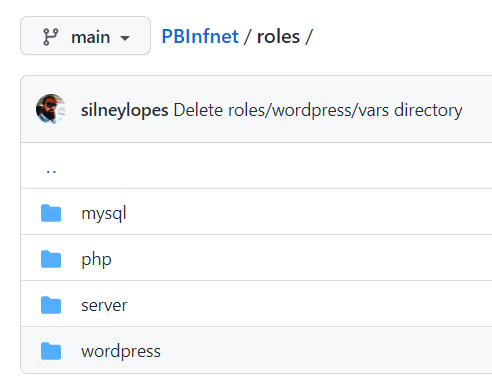 main
PBInfnet / roles /
silneylopes Delete roles/wordpress/vars directory
..
mysql
php
server
wordpress